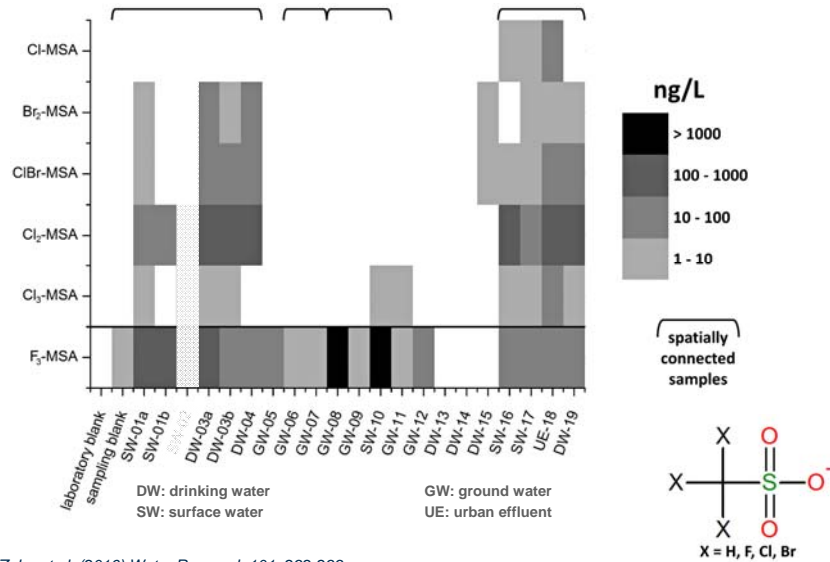 Cl-MSA
Br₂-MSA
ClBr-MSA
Cl₂-MSA
Cl₃-MSA
F₃-MSA
laboratory blank
sampling blank
SW-01a
SW-01b
SW-02
DW-03a
DW-03b
DW-04
GW-05
GW-06
GW-07
GW-08
GW-09
SW-10
GW-11
GW-12
DW-13
DW-14
DW-15
SW-16
SW-17
UE-18
DW-19
DW: drinking water
SW: surface water
GW: ground water
UE: urban effluent
ng/L
> 1000
100 - 1000
10 - 100
1 - 10
spatially
connected
samples
X
X
X
O
S
O⁻
O
X = H, F, Cl, Br